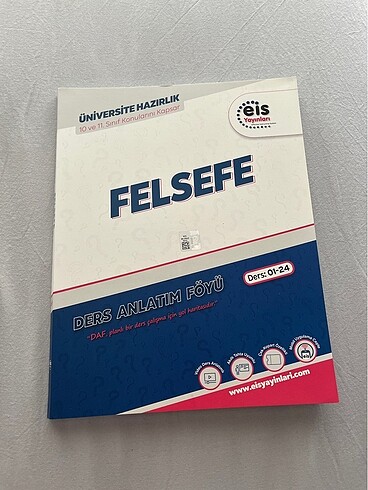 ÜNİVERSİTE HAZIRLIK
10 ve 11. Sınıf Konularını Kapsar
eis
Yayınları
FELSEFE
Ders: 01-24
DERS ANLATIM FÖYÜ
"DAF, planlı bir ders çalışma için yol haritasıdır."
www.eisyayinlari.com